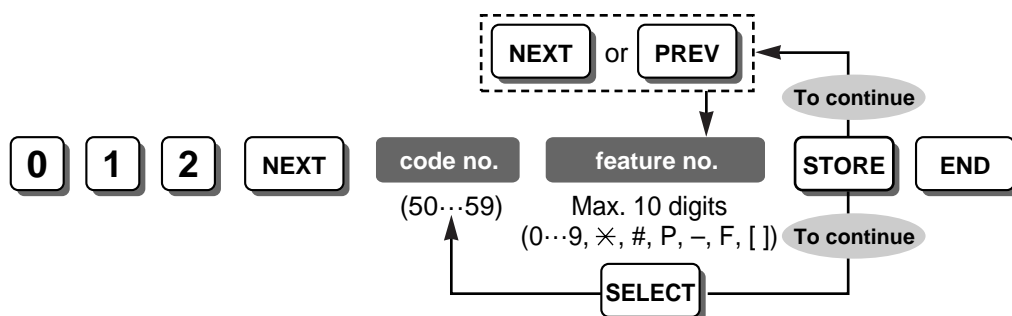 NEXT or PREV
To continue
0 1 2 NEXT code no. feature no. STORE END
(50···59) Max. 10 digits
(0···9, ✳, #, P, –, F, [ ]) To continue
SELECT